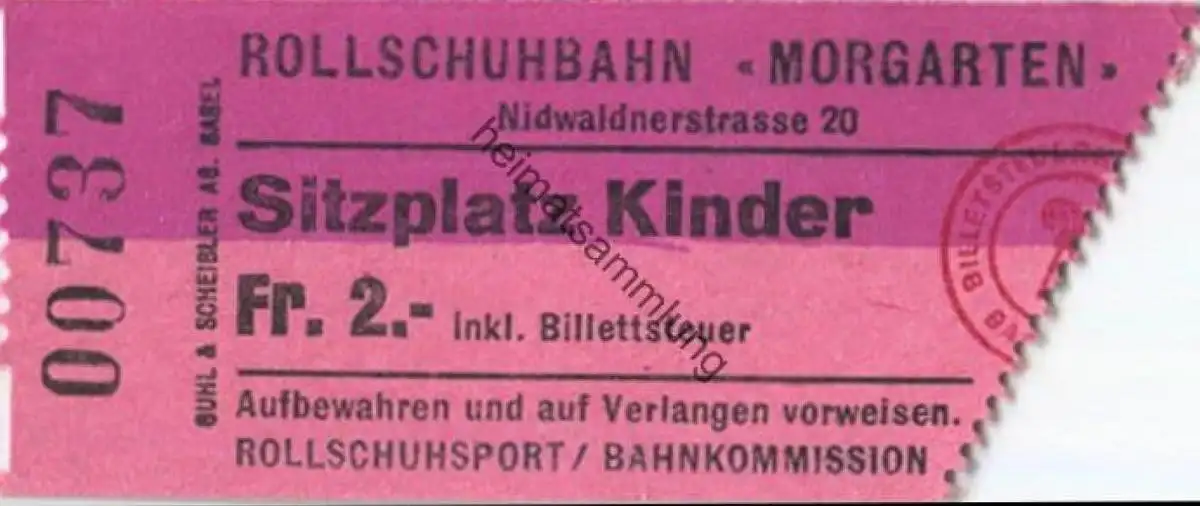 ROLLSCHUHBAHN «MORGARTEN»
Nidwaldnerstrasse 20
Sitzplatz Kinder
Fr. 2.- inkl. Billettsteuer
Aufbewahren und auf Verlangen vorweisen.
ROLLSCHUHSPORT / BAHNKOMMISSION
00737
GUHL & SCHEIBLER AG. BASEL
heimatsammlung